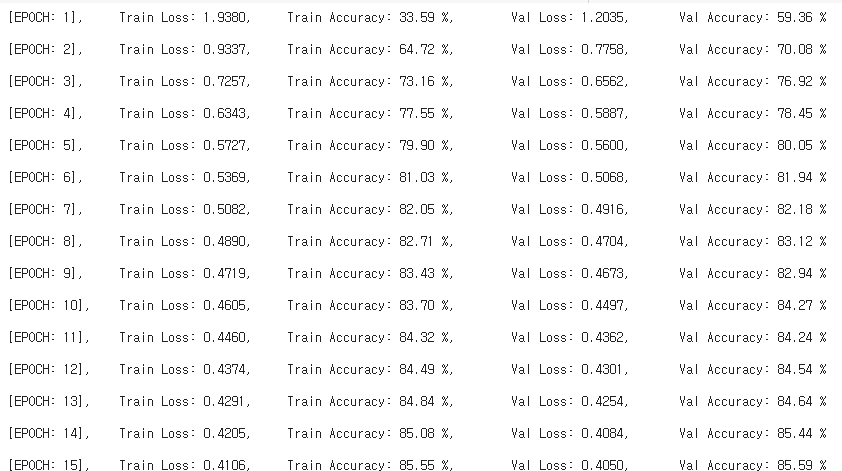 [EPOCH: 1], Train Loss: 1.9380, Train Accuracy: 33.59 %, Val Loss: 1.2035, Val Accuracy: 59.36 %
[EPOCH: 2], Train Loss: 0.9337, Train Accuracy: 64.72 %, Val Loss: 0.7758, Val Accuracy: 70.08 %
[EPOCH: 3], Train Loss: 0.7257, Train Accuracy: 73.16 %, Val Loss: 0.6562, Val Accuracy: 76.92 %
[EPOCH: 4], Train Loss: 0.6343, Train Accuracy: 77.55 %, Val Loss: 0.5887, Val Accuracy: 78.45 %
[EPOCH: 5], Train Loss: 0.5727, Train Accuracy: 79.90 %, Val Loss: 0.5600, Val Accuracy: 80.05 %
[EPOCH: 6], Train Loss: 0.5369, Train Accuracy: 81.03 %, Val Loss: 0.5068, Val Accuracy: 81.94 %
[EPOCH: 7], Train Loss: 0.5082, Train Accuracy: 82.05 %, Val Loss: 0.4916, Val Accuracy: 82.18 %
[EPOCH: 8], Train Loss: 0.4890, Train Accuracy: 82.71 %, Val Loss: 0.4704, Val Accuracy: 83.12 %
[EPOCH: 9], Train Loss: 0.4719, Train Accuracy: 83.43 %, Val Loss: 0.4673, Val Accuracy: 82.94 %
[EPOCH: 10], Train Loss: 0.4605, Train Accuracy: 83.70 %, Val Loss: 0.4497, Val Accuracy: 84.27 %
[EPOCH: 11], Train Loss: 0.4460, Train Accuracy: 84.32 %, Val Loss: 0.4362, Val Accuracy: 84.24 %
[EPOCH: 12], Train Loss: 0.4374, Train Accuracy: 84.49 %, Val Loss: 0.4301, Val Accuracy: 84.54 %
[EPOCH: 13], Train Loss: 0.4291, Train Accuracy: 84.84 %, Val Loss: 0.4254, Val Accuracy: 84.64 %
[EPOCH: 14], Train Loss: 0.4205, Train Accuracy: 85.08 %, Val Loss: 0.4084, Val Accuracy: 85.44 %
[EPOCH: 15], Train Loss: 0.4106, Train Accuracy: 85.55 %, Val Loss: 0.4050, Val Accuracy: 85.59 %